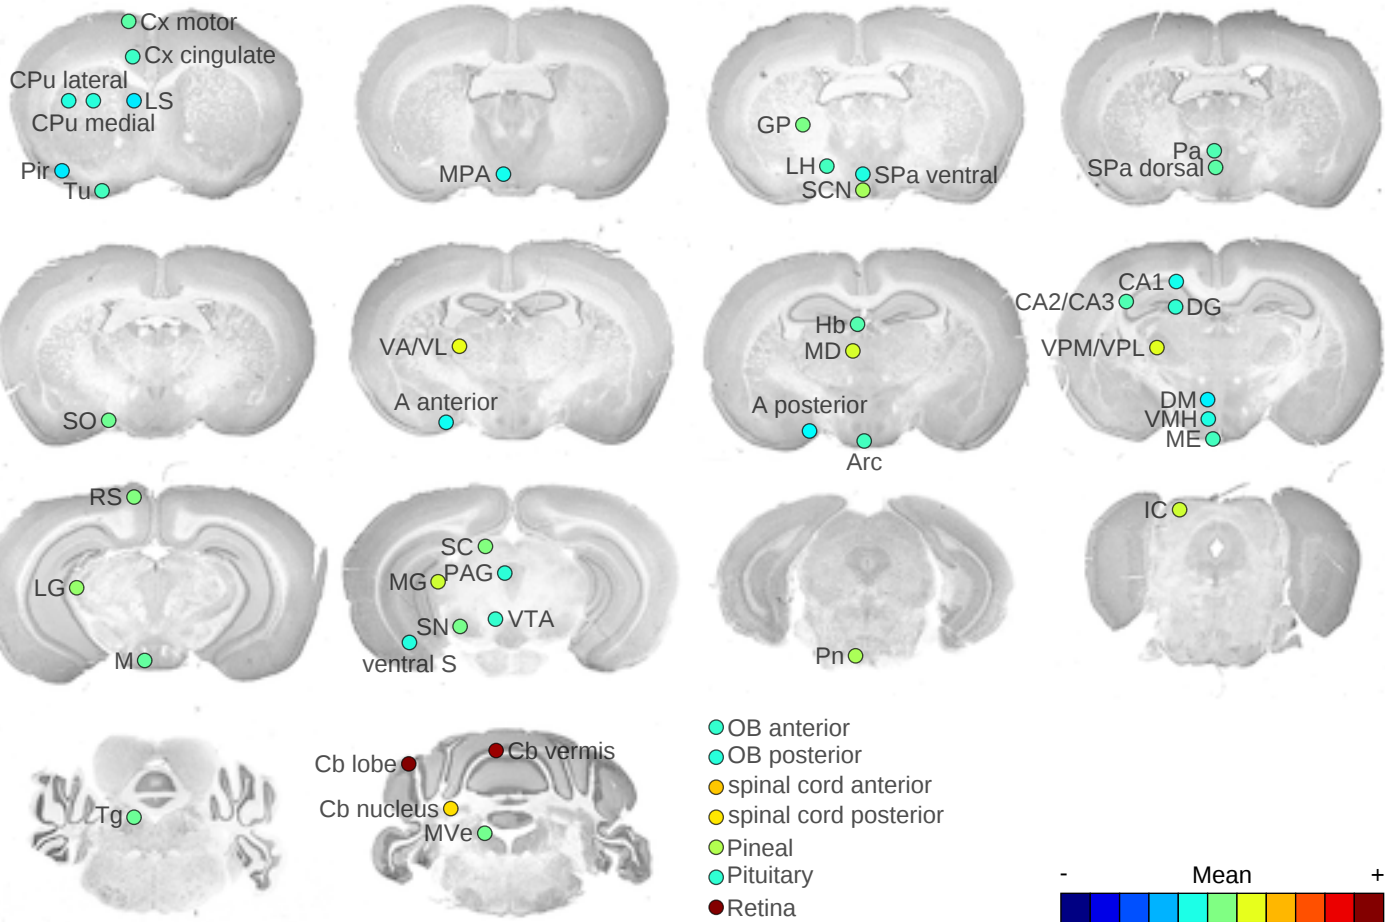 Cx motor
Cx cingulate
CPu lateral
LS
CPu medial
Pir
Tu
MPA
GP
LH
SPa ventral
SCN
Pa
SPa dorsal
SO
VA/VL
A anterior
Hb
MD
A posterior
Arc
CA1
CA2/CA3
DG
VPM/VPL
DM
VMH
ME
RS
LG
M
SC
MG
PAG
SN
VTA
ventral S
Pn
IC
Tg
Cb lobe
Cb vermis
Cb nucleus
MVe
OB anterior
OB posterior
spinal cord anterior
spinal cord posterior
Pineal
Pituitary
Retina
- Mean +